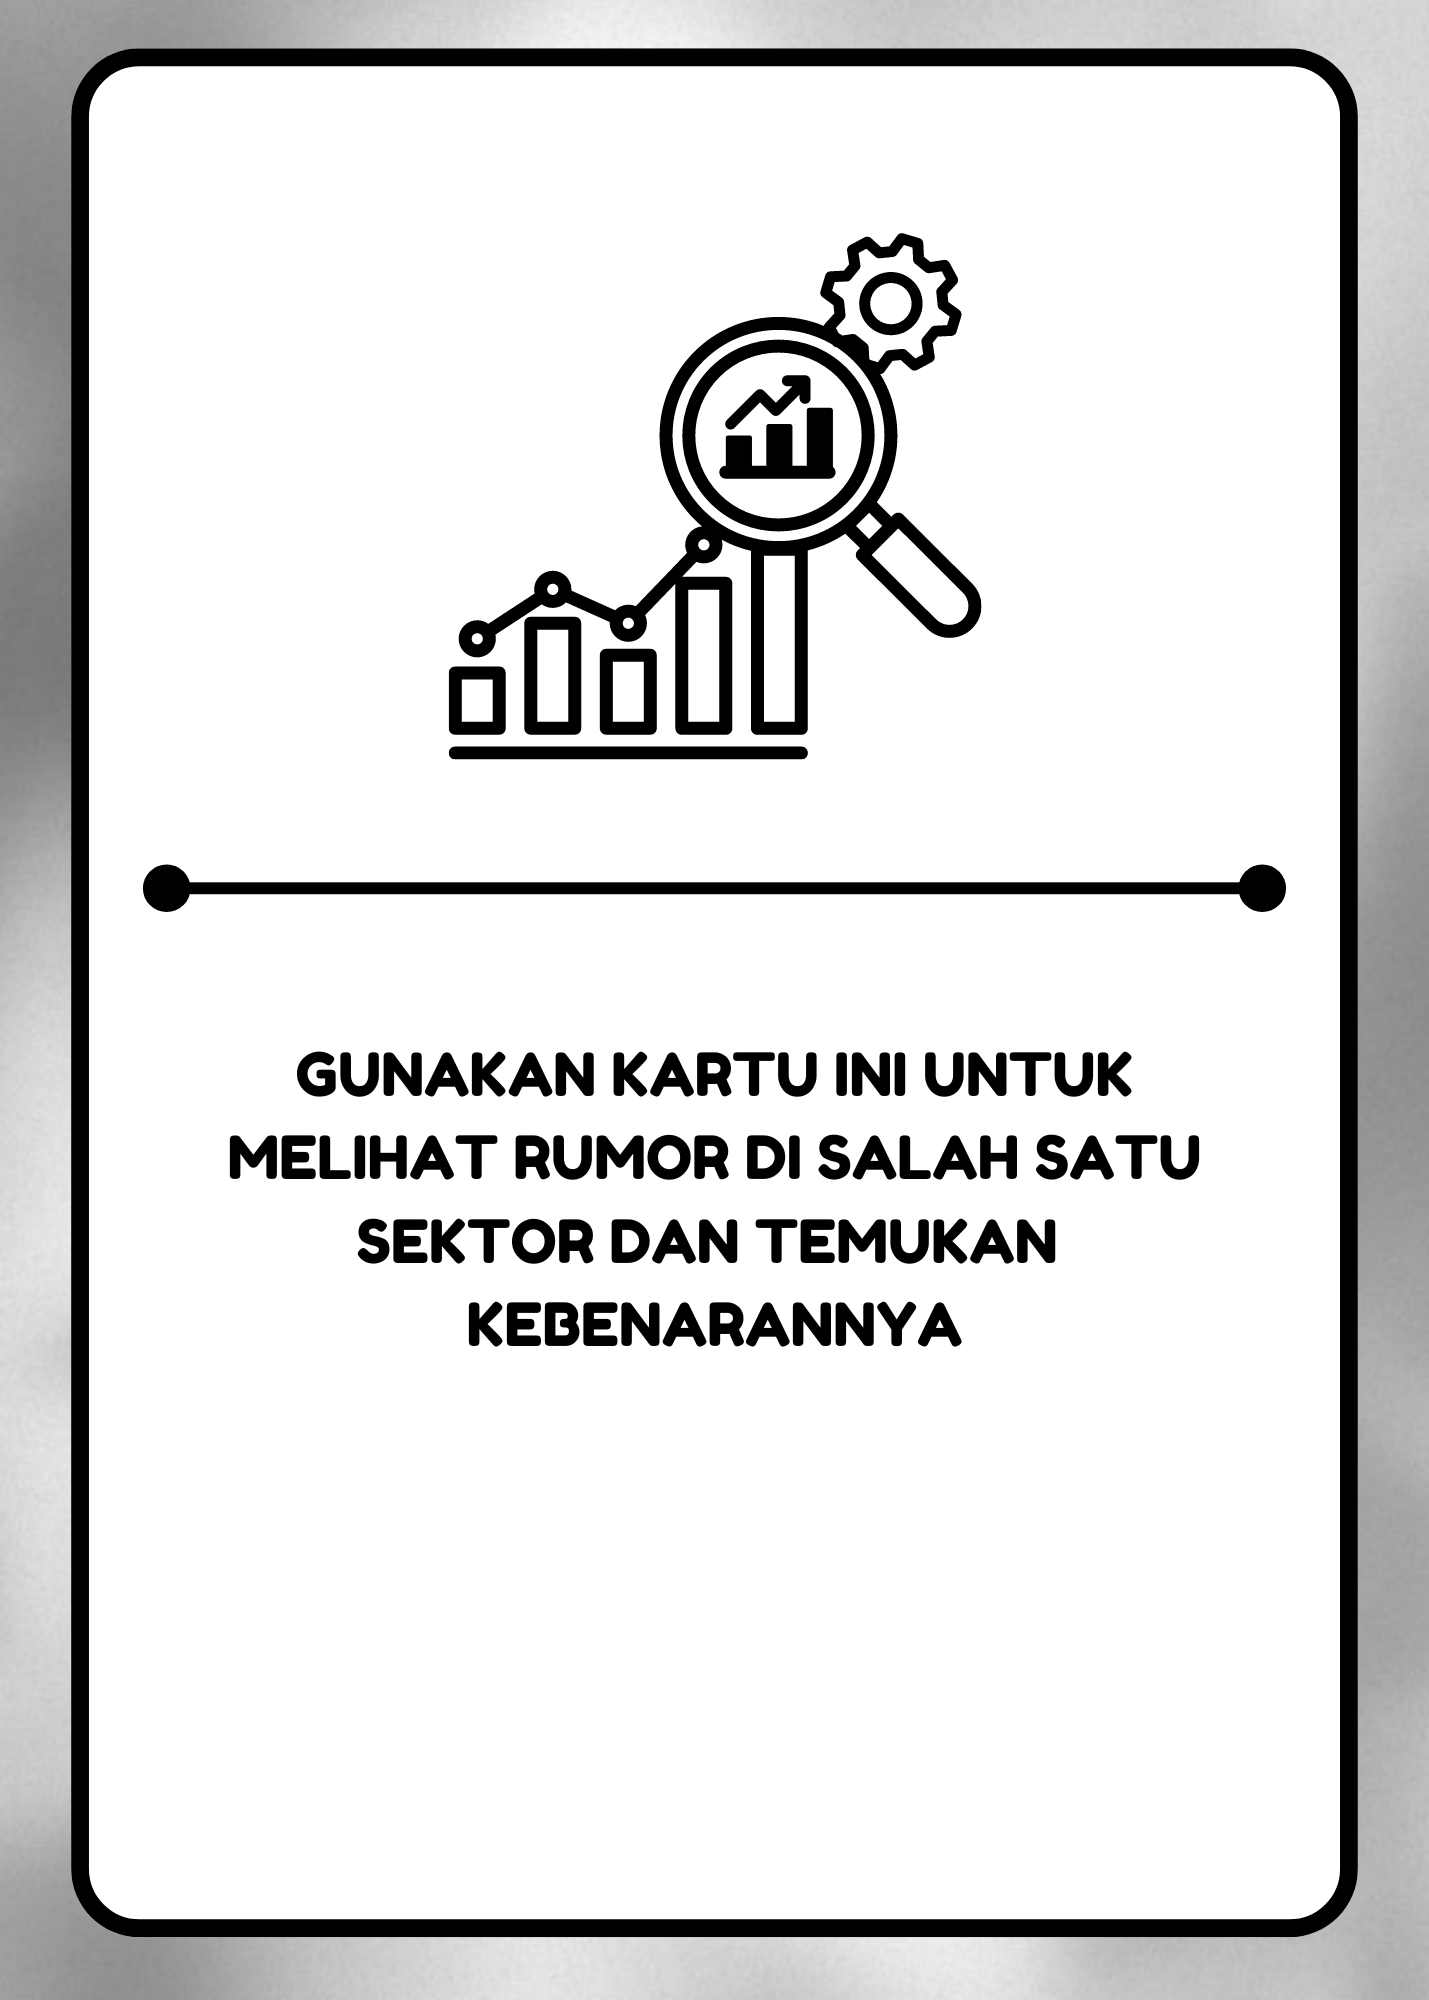 GUNAKAN KARTU INI UNTUK
MELIHAT RUMOR DI SALAH SATU
SEKTOR DAN TEMUKAN
KEBENARANNYA